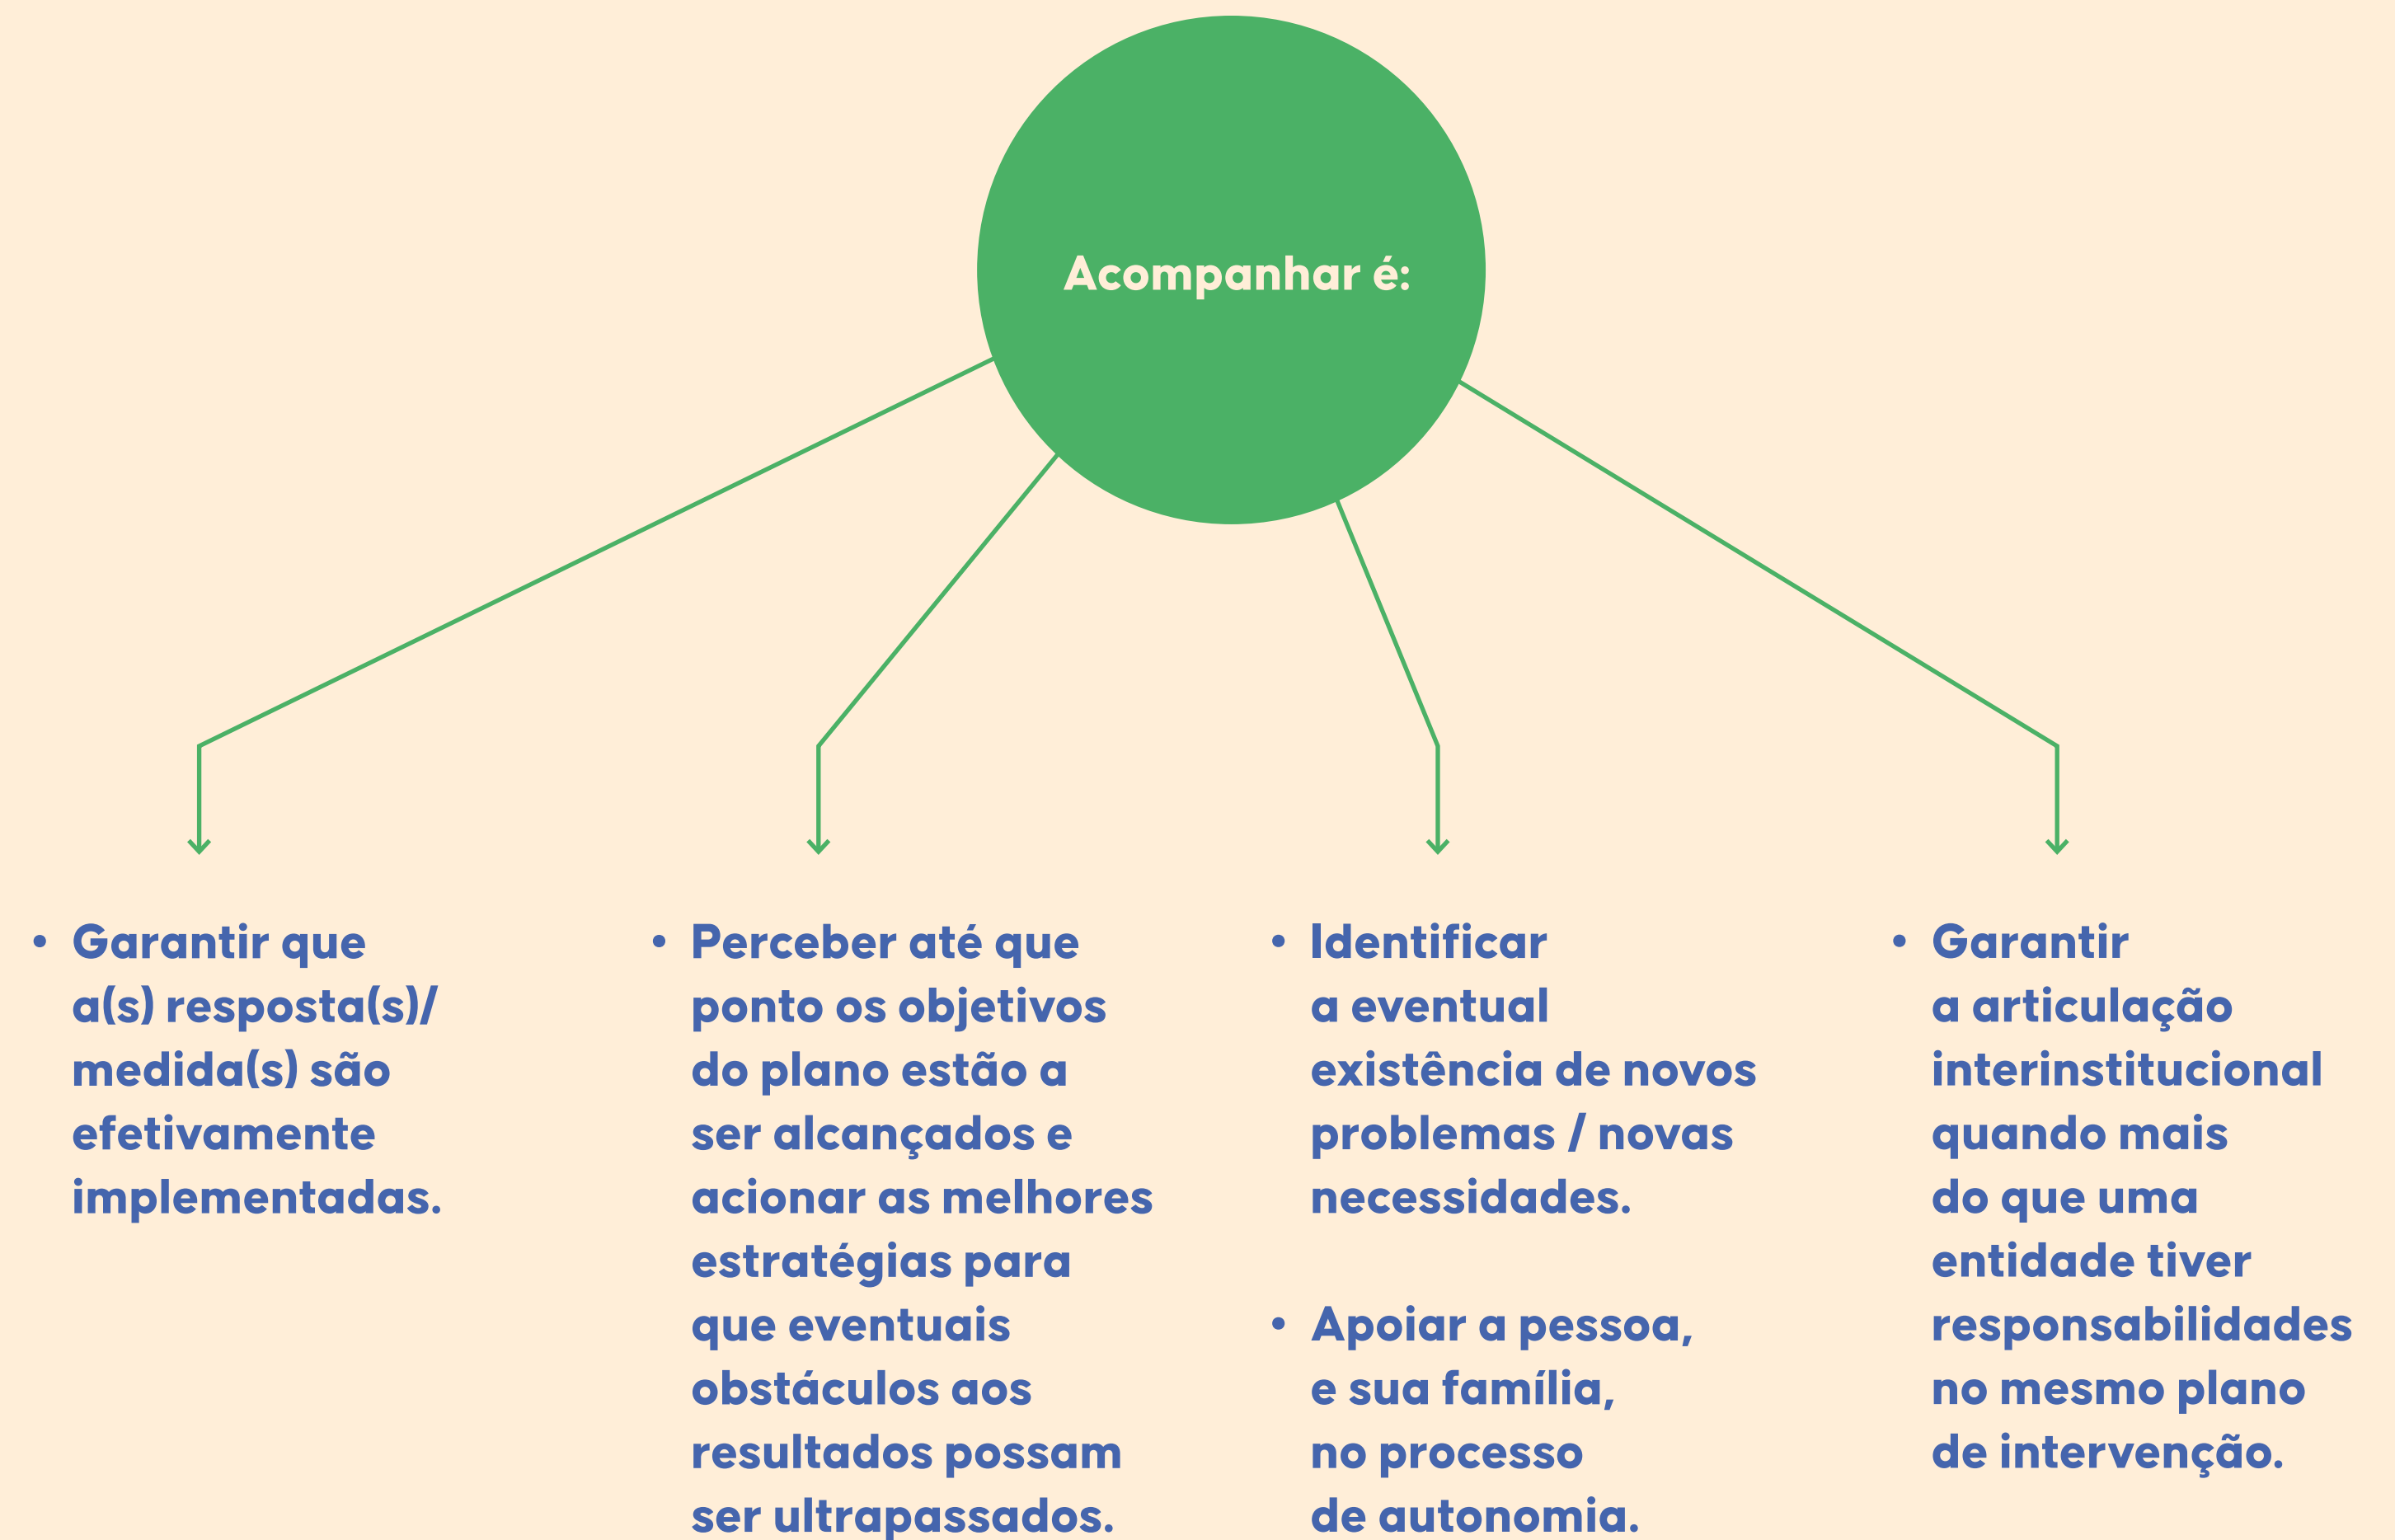 Acompanhar é:
• Garantir que
a(s) resposta(s)/
medida(s) são
efetivamente
implementadas.
• Perceber até que
ponto os objetivos
do plano estão a
ser alcançados e
acionar as melhores
estratégias para
que eventuais
obstáculos aos
resultados possam
ser ultrapassados.
• Identificar
a eventual
existência de novos
problemas / novas
necessidades.
• Apoiar a pessoa,
e sua família,
no processo
de autonomia.
• Garantir
a articulação
interinstitucional
quando mais
do que uma
entidade tiver
responsabilidades
no mesmo plano
de intervenção.